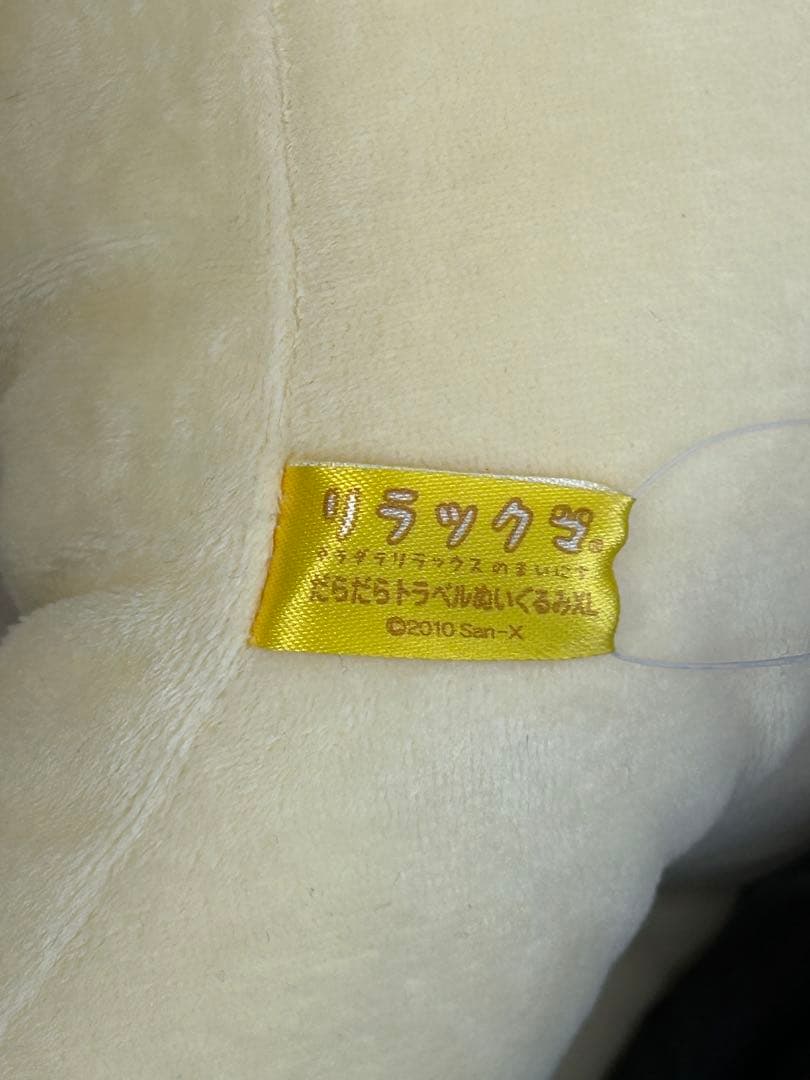 リラックマ
®
ダラダラリラックスのまいにち
だらだらトラベルぬいぐるみXL
©2010 San-X